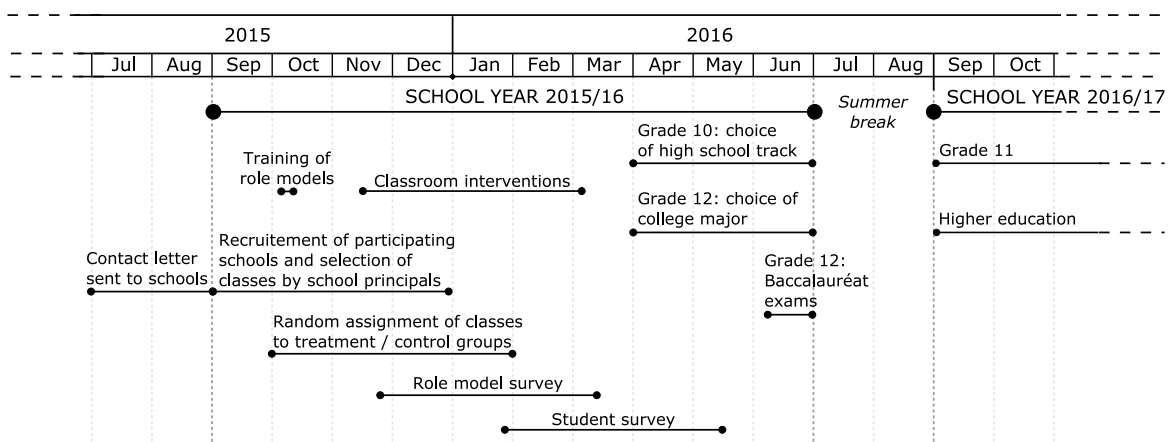 2015
2016
Jul Aug Sep Oct Nov Dec Jan Feb Mar Apr May Jun Jul Aug Sep Oct
SCHOOL YEAR 2015/16
Summer
break
SCHOOL YEAR 2016/17
Training of
role models
Classroom interventions
Grade 10: choice
of high school track
Grade 11
Grade 12: choice of
college major
Higher education
Contact letter
sent to schools
Recruitement of participating
schools and selection of
classes by school principals
Grade 12:
Baccalauréat
exams
Random assignment of classes
to treatment / control groups
Role model survey
Student survey